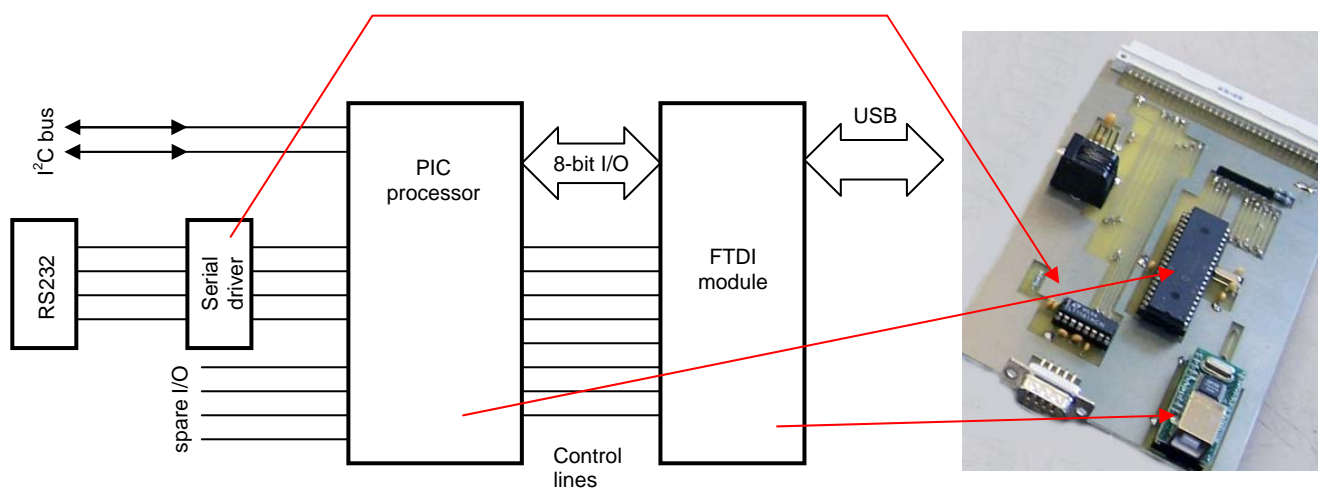 I²C bus
PIC
processor
8-bit I/O
USB
RS232
Serial
driver
FTDI
module
spare I/O
Control
lines